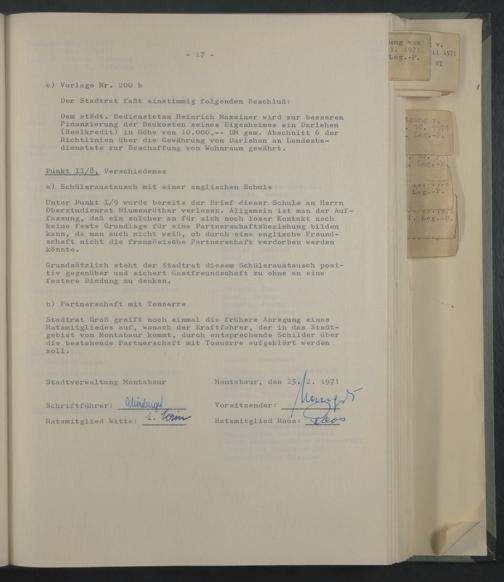 - 17 -
c) Vorlage Nr. 200 b
Der Stadtrat faßt einstimmig folgenden Beschluß:
Dem städt. Bediensteten Heinrich Maxeiner wird zur besseren
Finanzierung der Baukosten seines Eigenheimes ein Darlehen
(Realkredit) in Höhe von 10.000,-- DM gem. Abschnitt 6 der
Richtlinien über die Gewährung von Darlehen an Landesbe-
dienstete zur Beschaffung von Wohnraum gewährt.
Punkt II/8, Verschiedenes
a) Schüleraustausch mit einer englischen Schule
Unter Punkt I/9 wurde bereits der Brief dieser Schule an Herrn
Oberstudienrat Blumenröther verlesen. Allgemein ist man der Auf-
fassung, daß ein solcher an für sich noch loser Kontakt noch
keine feste Grundlage für eine Partnerschaftsbeziehung bilden
kann, da man auch nicht weiß, ob durch eine englische Freund-
schaft nicht die französische Partnerschaft verdorben werden
könnte.
Grundsätzlich steht der Stadtrat diesem Schüleraustausch posi-
tiv gegenüber und sichert Gastfreundschaft zu ohne an eine
festere Bindung zu denken.
b) Partnerschaft mit Tonnerre
Stadtrat Groß greift noch einmal die frühere Anregung eines
Ratsmitgliedes auf, wonach der Kraftfahrer, der in das Stadt-
gebiet von Montabaur kommt, durch entsprechende Schilder über
die bestehende Partnerschaft mit Tonnerre aufgeklärt werden
soll.
Stadtverwaltung Montabaur Montabaur, den 25. 2. 1971
Schriftführer: Vorsitzender:
Ratsmitglied Witte: Ratsmitglied Haas: